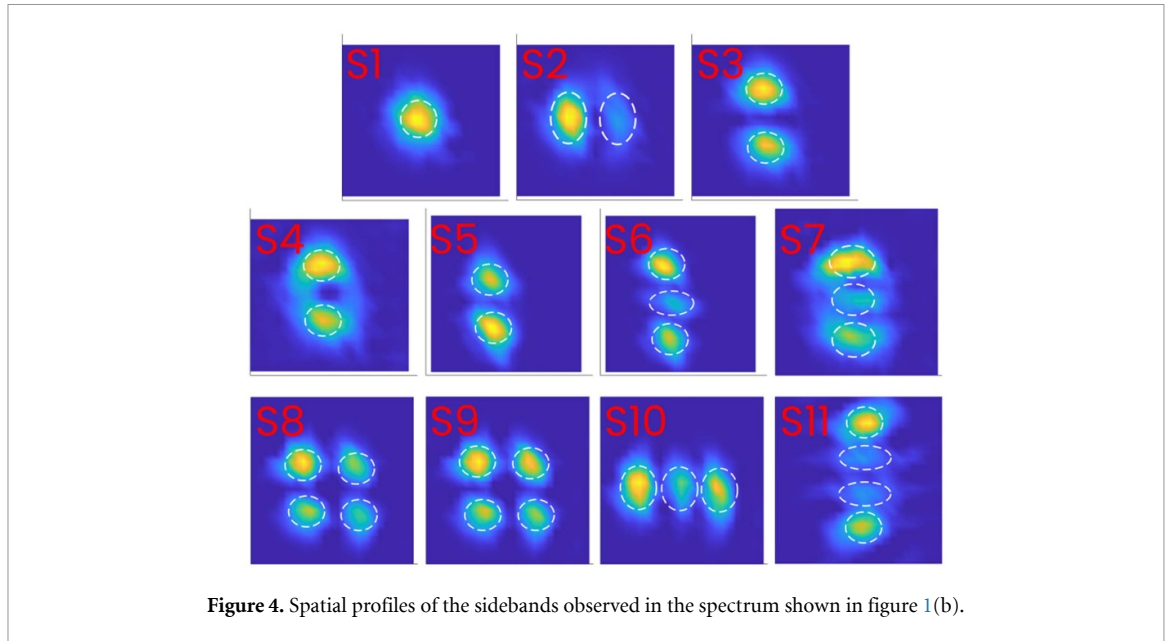 S1 S2 S3
S4 S5 S6 S7
S8 S9 S10 S11
Figure 4. Spatial profiles of the sidebands observed in the spectrum shown in figure 1(b).